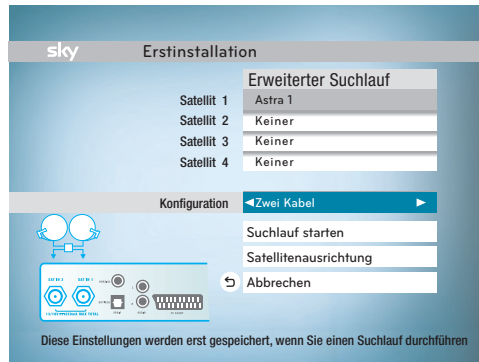 sky Erstinstallation
Erweiterter Suchlauf
Satellit 1 Astra 1
Satellit 2 Keiner
Satellit 3 Keiner
Satellit 4 Keiner
Konfiguration Zwei Kabel
Suchlauf starten
Satellitenausrichtung
Abbrechen
SAT IN 2 SAT IN 1
Diese Einstellungen werden erst gespeichert, wenn Sie einen Suchlauf durchführen